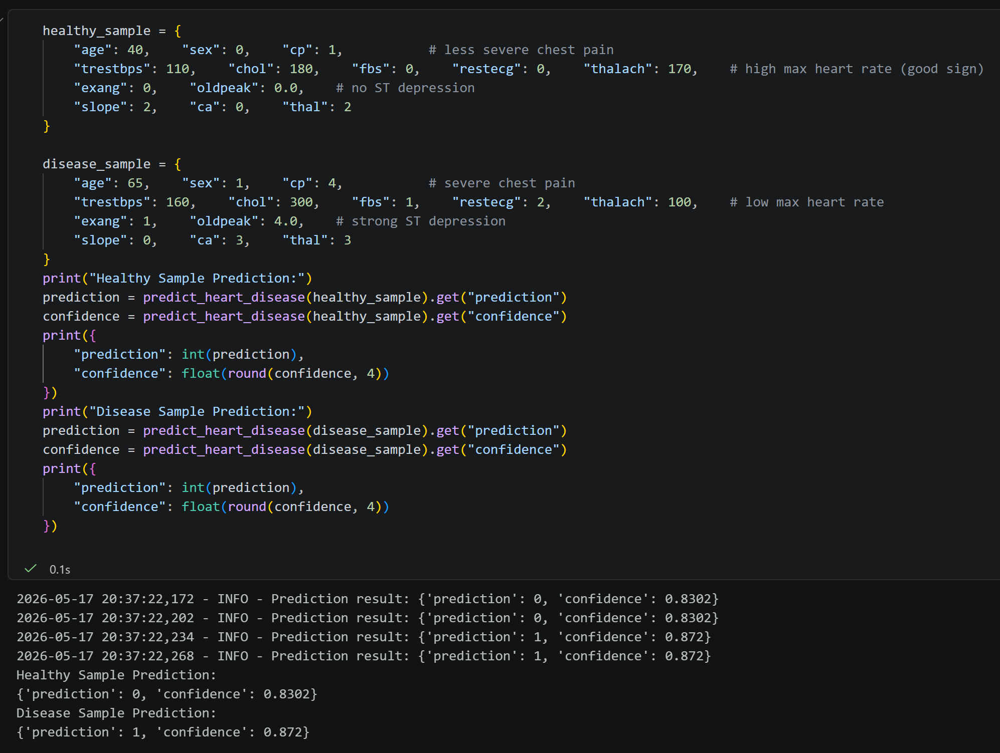 healthy_sample = {
    "age": 40,    "sex": 0,    "cp": 1,           # less severe chest pain
    "trestbps": 110,    "chol": 180,    "fbs": 0,    "restecg": 0,    "thalach": 170,    # high max heart rate (good sign)
    "exang": 0,    "oldpeak": 0.0,    # no ST depression
    "slope": 2,    "ca": 0,    "thal": 2
}
disease_sample = {
    "age": 65,    "sex": 1,    "cp": 4,           # severe chest pain
    "trestbps": 160,    "chol": 300,    "fbs": 1,    "restecg": 2,    "thalach": 100,    # low max heart rate
    "exang": 1,    "oldpeak": 4.0,    # strong ST depression
    "slope": 0,    "ca": 3,    "thal": 3
}
print("Healthy Sample Prediction:")
prediction = predict_heart_disease(healthy_sample).get("prediction")
confidence = predict_heart_disease(healthy_sample).get("confidence")
print({
    "prediction": int(prediction),
    "confidence": float(round(confidence, 4))
})
print("Disease Sample Prediction:")
prediction = predict_heart_disease(disease_sample).get("prediction")
confidence = predict_heart_disease(disease_sample).get("confidence")
print({
    "prediction": int(prediction),
    "confidence": float(round(confidence, 4))
})
0.1s
2026-05-17 20:37:22,172 - INFO - Prediction result: {'prediction': 0, 'confidence': 0.8302}
2026-05-17 20:37:22,202 - INFO - Prediction result: {'prediction': 0, 'confidence': 0.8302}
2026-05-17 20:37:22,234 - INFO - Prediction result: {'prediction': 1, 'confidence': 0.872}
2026-05-17 20:37:22,268 - INFO - Prediction result: {'prediction': 1, 'confidence': 0.872}
Healthy Sample Prediction:
{'prediction': 0, 'confidence': 0.8302}
Disease Sample Prediction:
{'prediction': 1, 'confidence': 0.872}